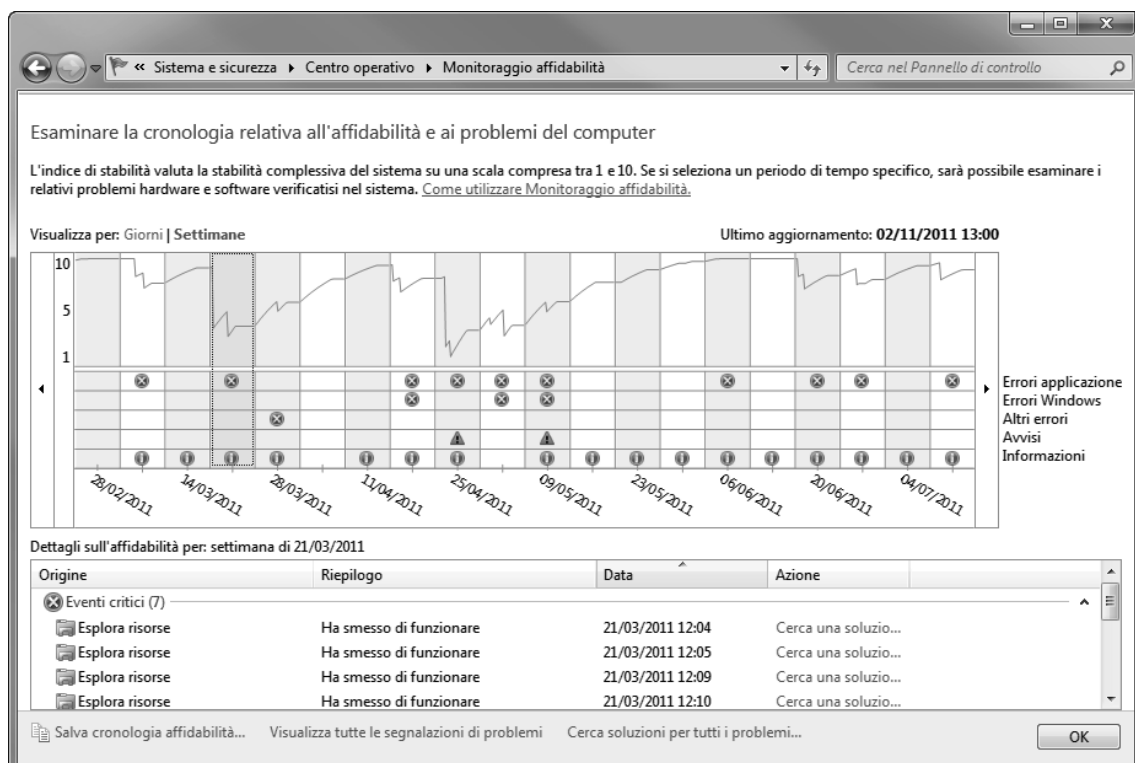 « Sistema e sicurezza ▸ Centro operativo ▸ Monitoraggio affidabilità
Cerca nel Pannello di controllo
Esaminare la cronologia relativa all'affidabilità e ai problemi del computer
L'indice di stabilità valuta la stabilità complessiva del sistema su una scala compresa tra 1 e 10. Se si seleziona un periodo di tempo specifico, sarà possibile esaminare i
relativi problemi hardware e software verificatisi nel sistema. Come utilizzare Monitoraggio affidabilità.
Visualizza per: Giorni | Settimane
Ultimo aggiornamento: 02/11/2011 13:00
10
5
1
Errori applicazione
Errori Windows
Altri errori
Avvisi
Informazioni
28/02/2011
14/03/2011
28/03/2011
11/04/2011
25/04/2011
09/05/2011
23/05/2011
06/06/2011
20/06/2011
04/07/2011
Dettagli sull'affidabilità per: settimana di 21/03/2011
Origine Riepilogo Data Azione
Eventi critici (7)
Esplora risorse Ha smesso di funzionare 21/03/2011 12:04 Cerca una soluzio...
Esplora risorse Ha smesso di funzionare 21/03/2011 12:05 Cerca una soluzio...
Esplora risorse Ha smesso di funzionare 21/03/2011 12:09 Cerca una soluzio...
Esplora risorse Ha smesso di funzionare 21/03/2011 12:10 Cerca una soluzio...
Salva cronologia affidabilità... Visualizza tutte le segnalazioni di problemi Cerca soluzioni per tutti i problemi... OK